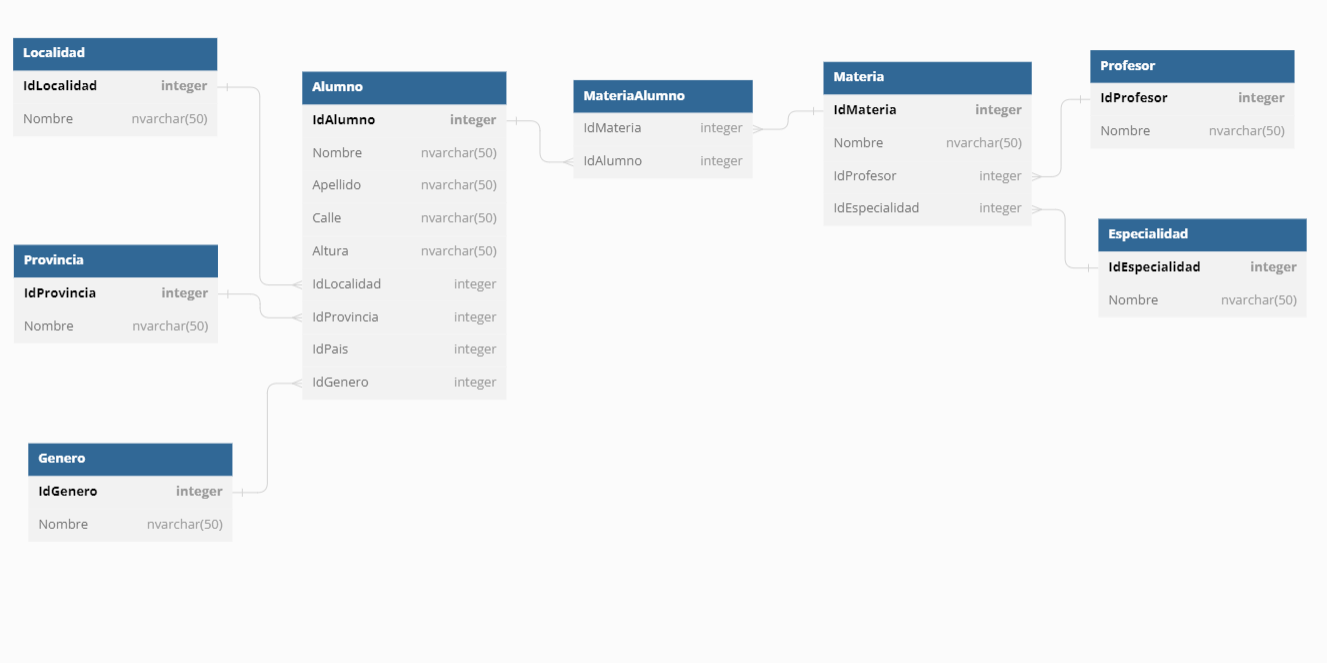 Localidad
IdLocalidad integer
Nombre nvarchar(50)
Provincia
IdProvincia integer
Nombre nvarchar(50)
Genero
IdGenero integer
Nombre nvarchar(50)
Alumno
IdAlumno integer
Nombre nvarchar(50)
Apellido nvarchar(50)
Calle nvarchar(50)
Altura nvarchar(50)
IdLocalidad integer
IdProvincia integer
IdPais integer
IdGenero integer
MateriaAlumno
IdMateria integer
IdAlumno integer
Materia
IdMateria integer
Nombre nvarchar(50)
IdProfesor integer
IdEspecialidad integer
Profesor
IdProfesor integer
Nombre nvarchar(50)
Especialidad
IdEspecialidad integer
Nombre nvarchar(50)